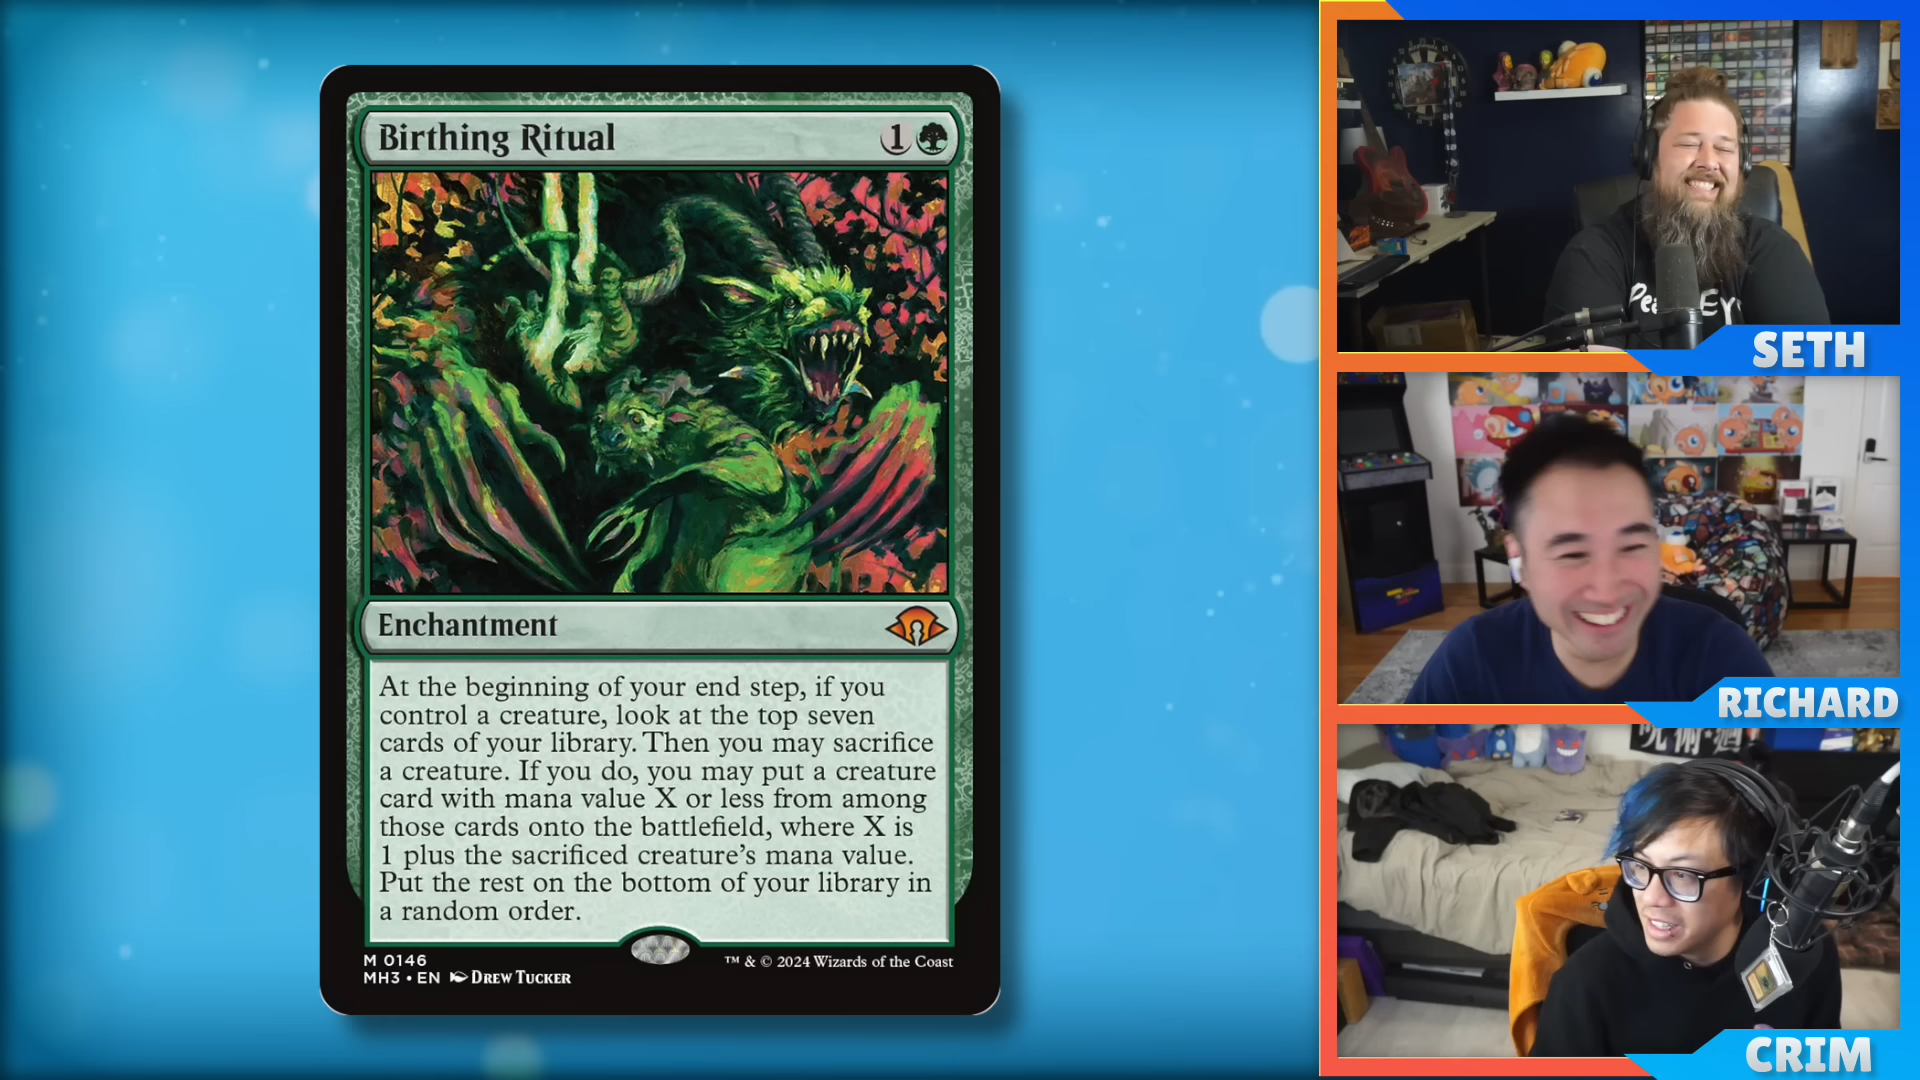 Birthing Ritual
1
Enchantment
At the beginning of your end step, if you
control a creature, look at the top seven
cards of your library. Then you may sacrifice
a creature. If you do, you may put a creature
card with mana value X or less from among
those cards onto the battlefield, where X is
1 plus the sacrificed creature's mana value.
Put the rest on the bottom of your library in
a random order.
M 0146
MH3 • EN DREW TUCKER
™ & © 2024 Wizards of the Coast
SETH
RICHARD
CRIM